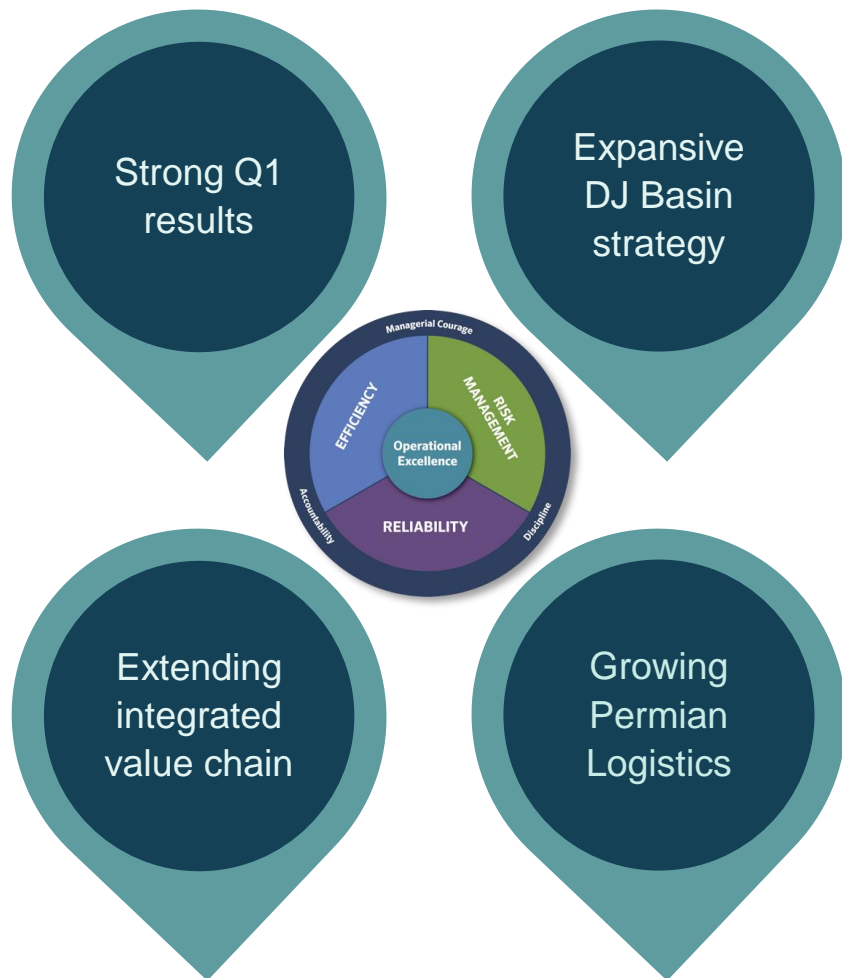 Strong Q1
results
Expansive
DJ Basin
strategy
Managerial Courage
EFFICIENCY
RISK
MANAGEMENT
Operational
Excellence
RELIABILITY
Accountability
Discipline
Extending
integrated
value chain
Growing
Permian
Logistics